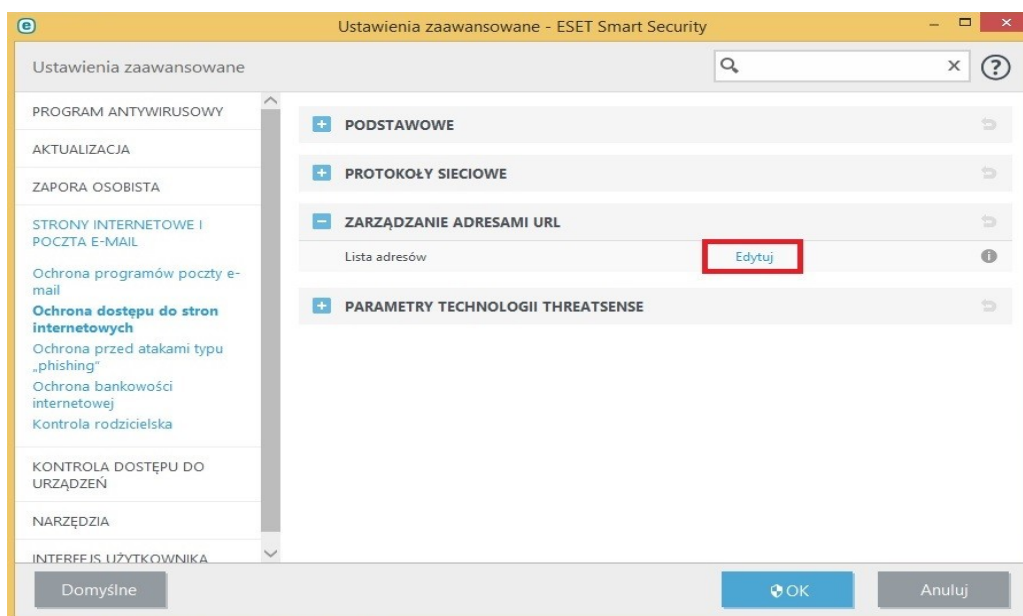 Ustawienia zaawansowane - ESET Smart Security
Ustawienia zaawansowane
PROGRAM ANTYWIRUSOWY
AKTUALIZACJA
ZAPORA OSOBISTA
STRONY INTERNETOWE I
POCZTA E-MAIL
Ochrona programów poczty e-
mail
Ochrona dostępu do stron
internetowych
Ochrona przed atakami typu
„phishing”
Ochrona bankowości
internetowej
Kontrola rodzicielska
KONTROLA DOSTĘPU DO
URZĄDZEŃ
NARZĘDZIA
INTERFEJS UŻYTKOWNIKA
PODSTAWOWE
PROTOKOŁY SIECIOWE
ZARZĄDZANIE ADRESAMI URL
Lista adresów Edytuj
PARAMETRY TECHNOLOGII THREATSENSE
Domyślne OK Anuluj